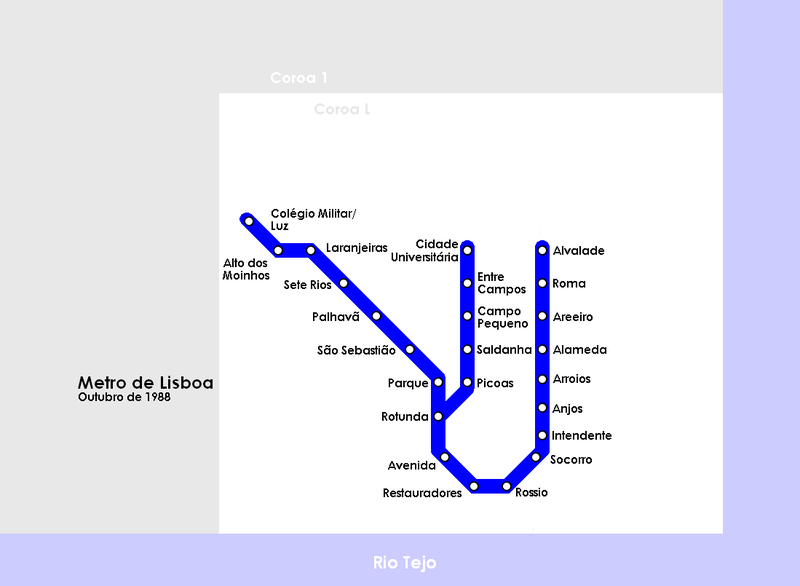 Coroa 1
Coroa L
Colégio Militar/
Luz
Alto dos
Moinhos
Laranjeiras
Sete Rios
Palhavã
São Sebastião
Parque
Rotunda
Avenida
Restauradores
Rossio
Socorro
Intendente
Anjos
Arroios
Alameda
Areeiro
Roma
Alvalade
Cidade
Universitária
Entre
Campos
Campo
Pequeno
Saldanha
Picoas
Metro de Lisboa
Outubro de 1988
Rio Tejo